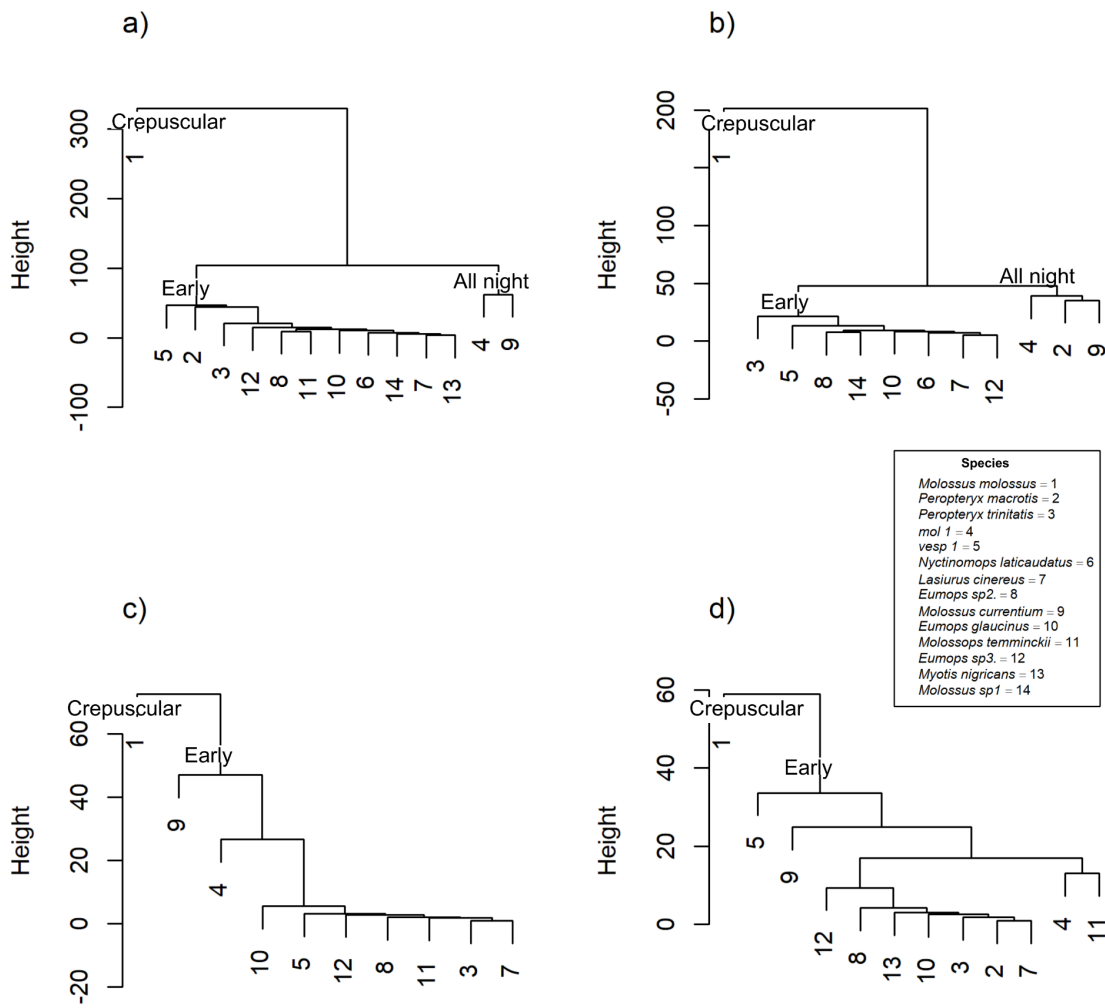 a)
Height
300
200
100
0
-100
Crepuscular
1
Early
All night
5 2 3 12 8 11 10 6 14 7 13 4 9
b)
Height
200
100
50
0
-50
Crepuscular
1
Early
All night
3 5 8 14 10 6 7 12 4 2 9
Species
Molossus molossus = 1
Peropteryx macrotis = 2
Peropteryx trinitatis = 3
mol 1 = 4
vesp 1 = 5
Nyctinomops laticaudatus = 6
Lasiurus cinereus = 7
Eumops sp2. = 8
Molossus currentium = 9
Eumops glaucinus = 10
Molossops temminckii = 11
Eumops sp3. = 12
Myotis nigricans = 13
Molossus sp1 = 14
c)
Height
60
40
20
0
-20
Crepuscular
1
Early
9
4
10 5 12 8 11 3 7
d)
Height
60
40
20
0
Crepuscular
1
Early
5
9
12 8 13 10 3 2 7 4 11